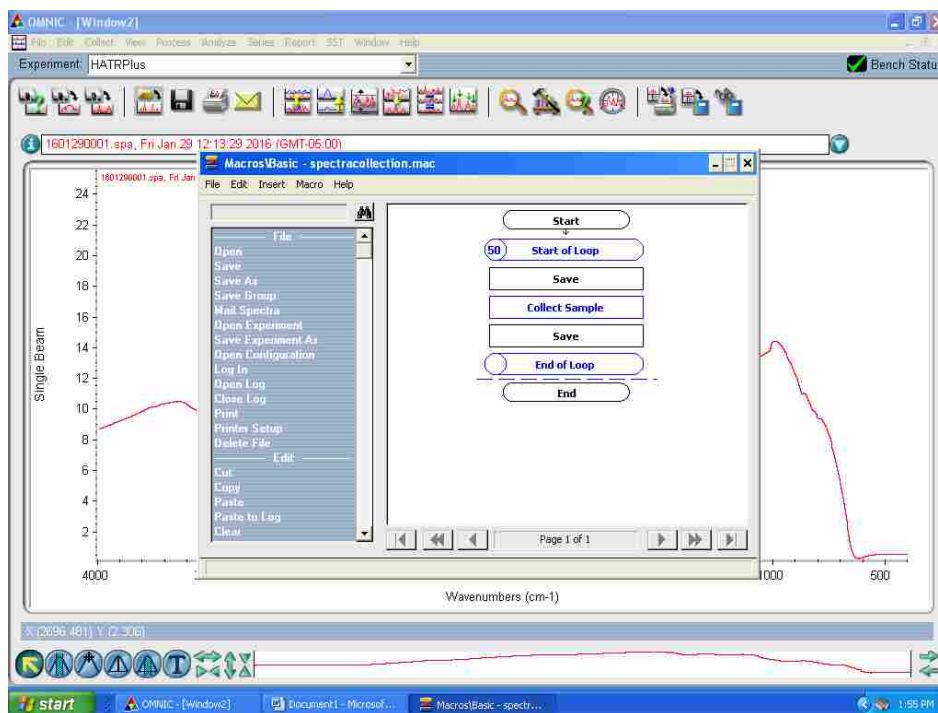 OMNIC - [Window2]
File Edit Collect View Process Analyze Series Report SST Window Help
Experiment: HATRPlus
Bench Statu
1601290001.spa, Fri Jan 29 12:13:29 2016 (GMT-05:00)
Macros\Basic - spectracollection.mac
File Edit Insert Macro Help
1601290001.spa, Fri Jan
File
Open
Save
Save As
Save Group
Mail Spectra
Open Experiment
Save Experiment As
Open Configuration
Log In
Open Log
Close Log
Print
Printer Setup
Delete File
Edit
Cut
Copy
Paste
Paste to Log
Clear
Start
50 Start of Loop
Save
Collect Sample
Save
End of Loop
End
Page 1 of 1
24
22
20
18
16
14
12
10
8
6
4
2
Single Beam
4000
1000
500
Wavenumbers (cm-1)
X (2696.481) Y (2.306)
T
start
OMNIC - [Window2]
Document1 - Microsof...
Macros\Basic - spectr...
1:55 PM